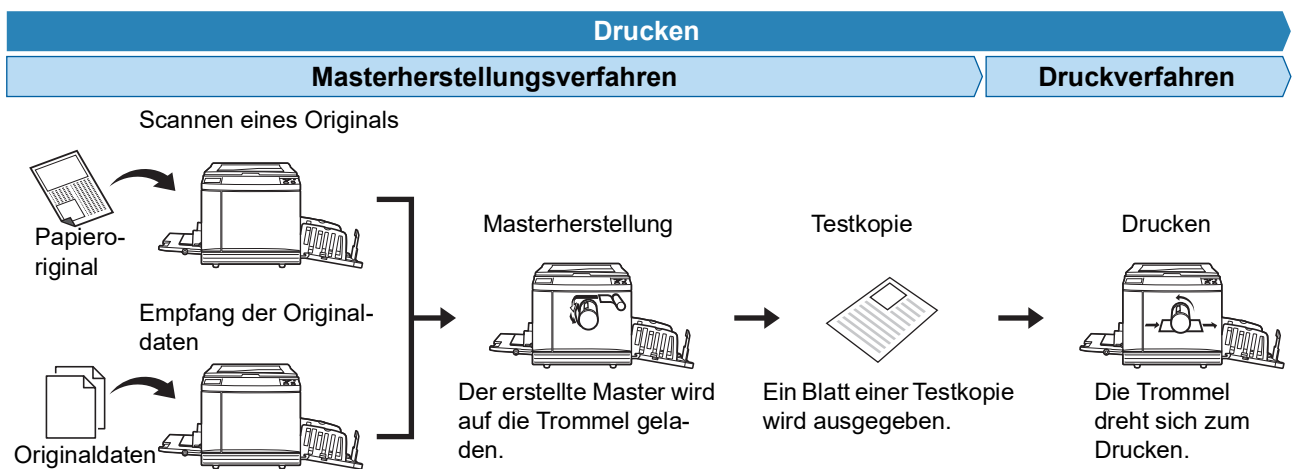 Drucken
Masterherstellungsverfahren
Druckverfahren
Scannen eines Originals
Papiero-
riginal
Empfang der Original-
daten
Originaldaten
Masterherstellung
Der erstellte Master wird
auf die Trommel gela-
den.
Testkopie
Ein Blatt einer Testkopie
wird ausgegeben.
Drucken
Die Trommel
dreht sich zum
Drucken.